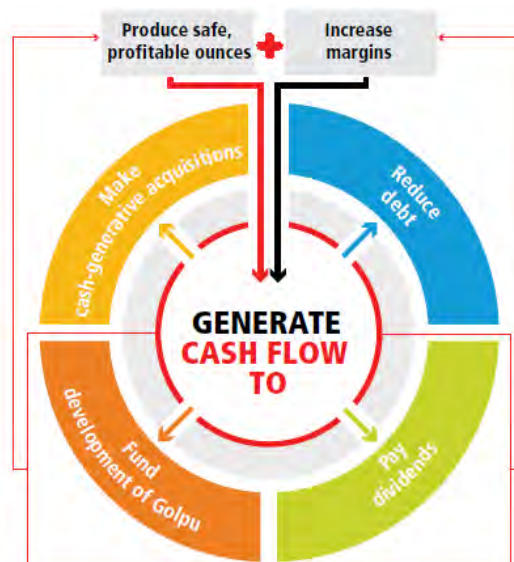 Produce safe,
profitable ounces
+
Increase
margins
Make
cash-generative acquisitions
Reduce
debt
GENERATE
CASH FLOW
TO
Fund
development of Golpu
Pay
dividends